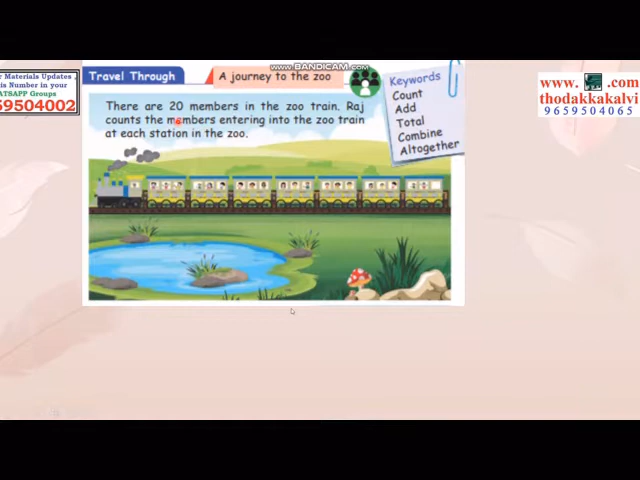 www.BANDICAM.com
r Materials Updates ,
is Number in your
ATSAPP Groups
59504002
Travel Through
A journey to the zoo
There are 20 members in the zoo train. Raj
counts the members entering into the zoo train
at each station in the zoo.
Keywords
Count
Add
Total
Combine
Altogether
www.
thodakkakalvi
9659504065